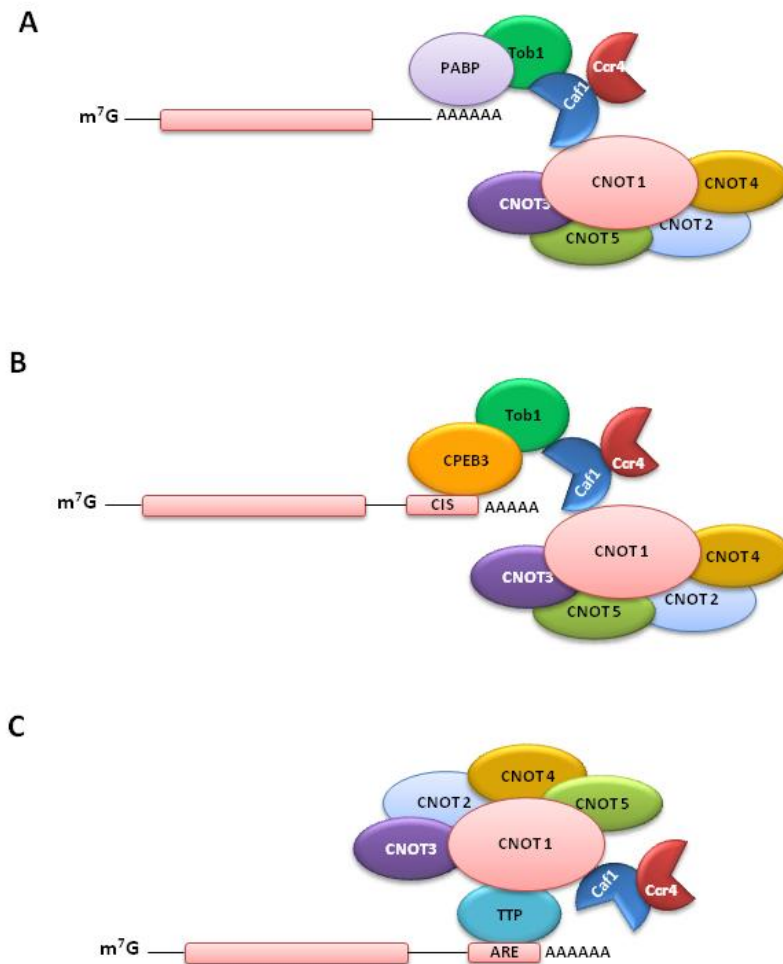 A
Tob1
PABP
Ccr4
Caf1
m⁷G
AAAAAA
CNOT1
CNOT4
CNOT3
CNOT2
CNOT5
B
Tob1
CPEB3
Ccr4
Caf1
m⁷G
CIS
AAAAA
CNOT1
CNOT4
CNOT3
CNOT2
CNOT5
C
CNOT4
CNOT2
CNOT5
CNOT1
CNOT3
Caf1
Ccr4
TTP
m⁷G
ARE
AAAAAA